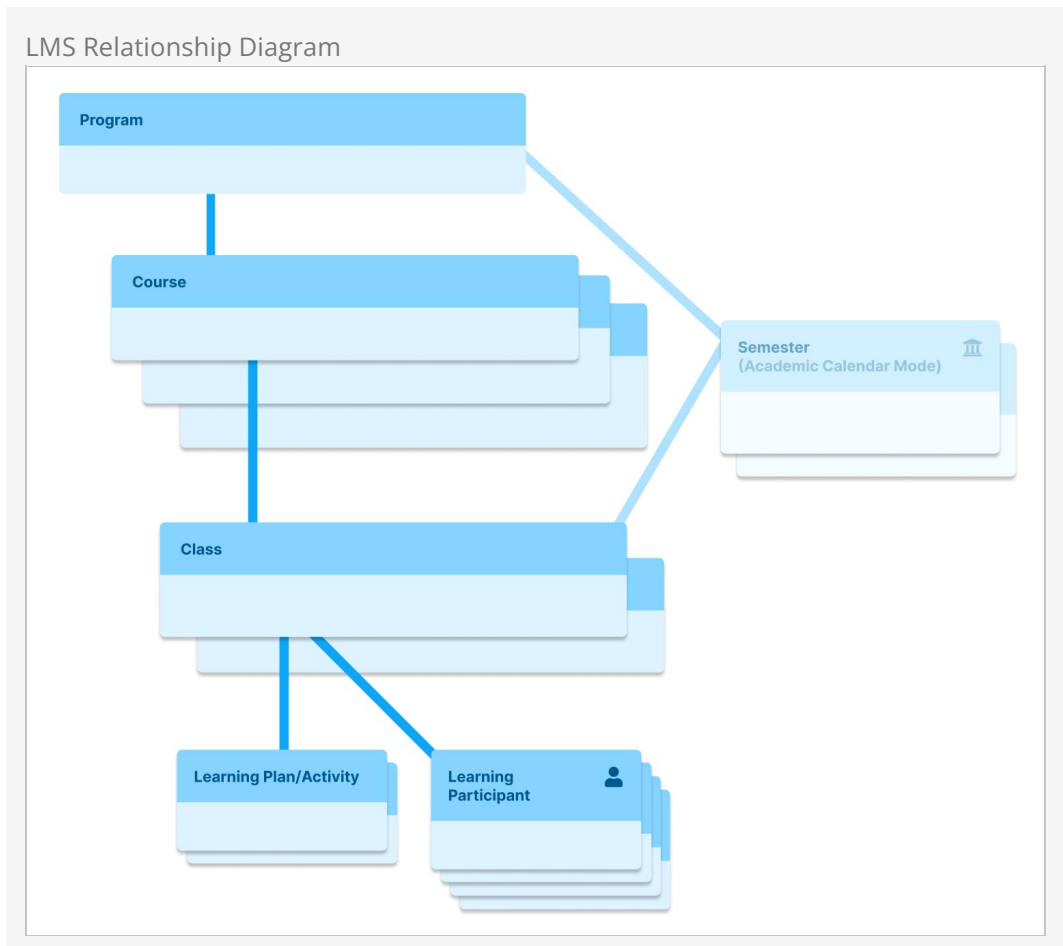 LMS Relationship Diagram
Program
Course
Semester
(Academic Calendar Mode)
Class
Learning Plan/Activity
Learning
Participant